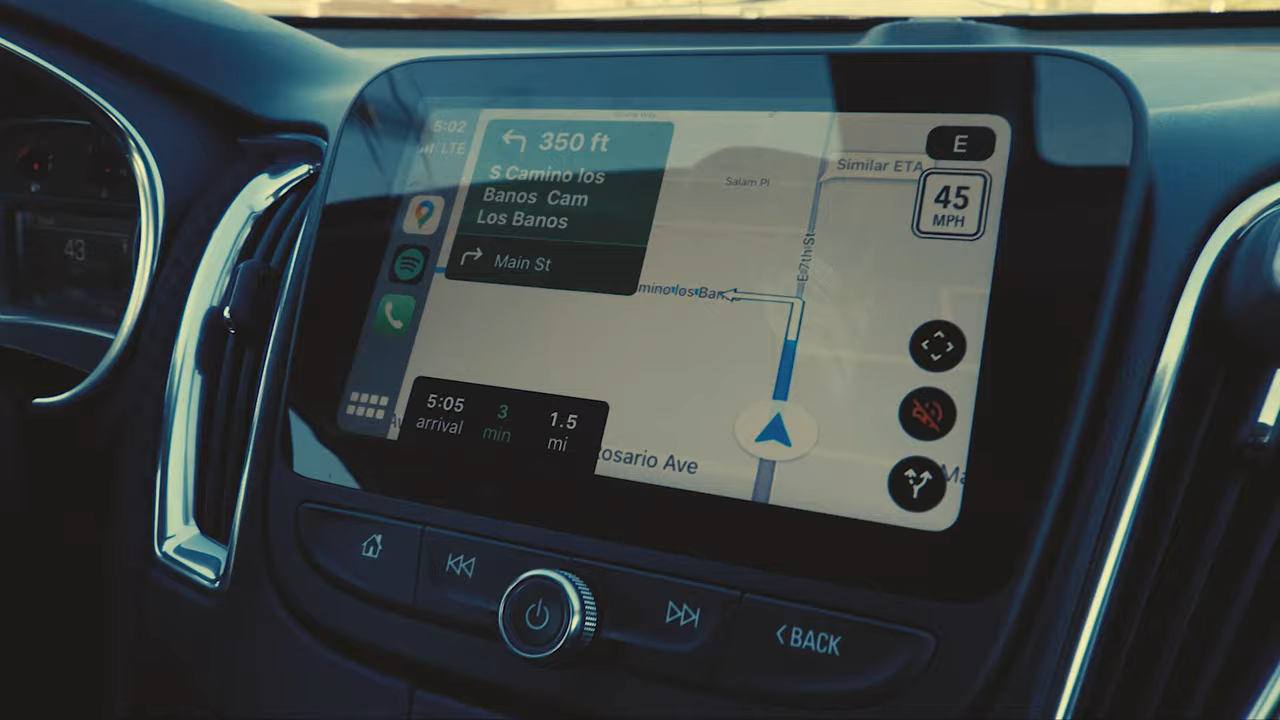 5:02
LTE
350 ft
S Camino los
Banos Cam
Los Banos
Main St
E
Similar ETA
45
MPH
Salam Pl
E 7th St
mino los Ban
43
5:05
arrival
3
min
1.5
mi
osario Ave
Ma
BACK